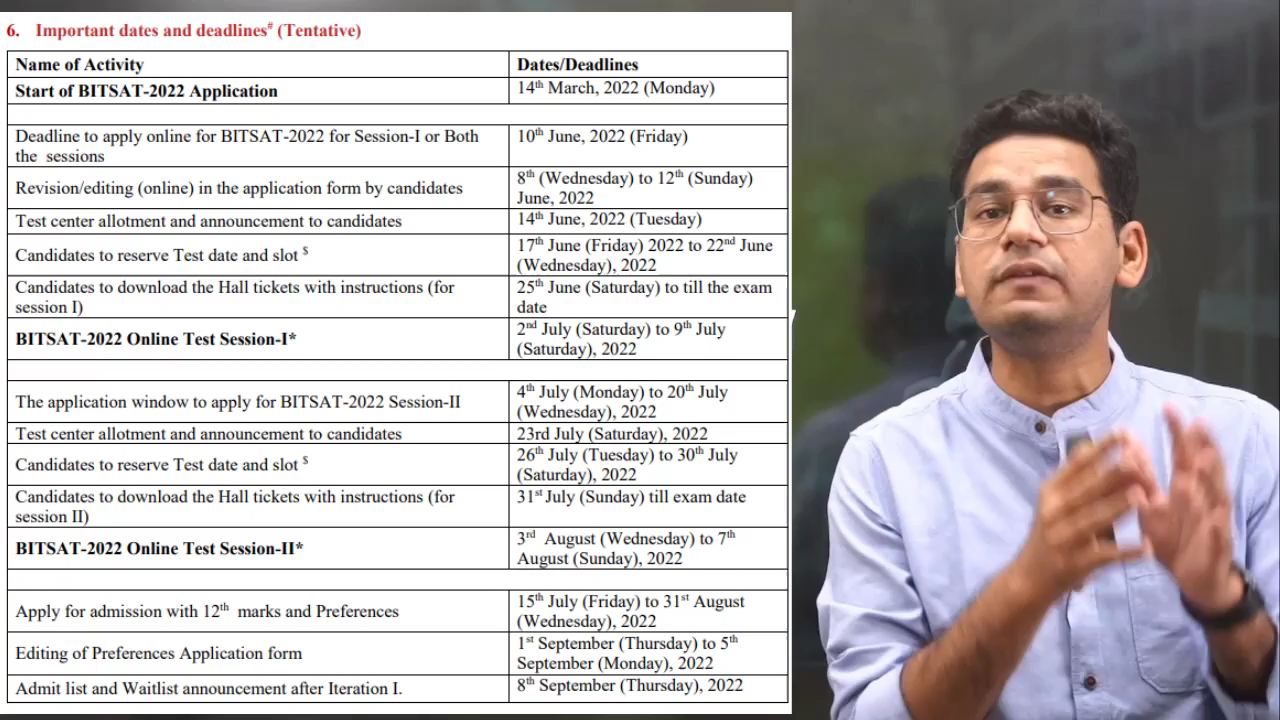 6. Important dates and deadlines# (Tentative)
Name of Activity Dates/Deadlines
Start of BITSAT-2022 Application 14th March, 2022 (Monday)
Deadline to apply online for BITSAT-2022 for Session-I or Both
the sessions
10th June, 2022 (Friday)
Revision/editing (online) in the application form by candidates
8th (Wednesday) to 12th (Sunday)
June, 2022
Test center allotment and announcement to candidates 14th June, 2022 (Tuesday)
Candidates to reserve Test date and slot $
17th June (Friday) 2022 to 22nd June
(Wednesday), 2022
Candidates to download the Hall tickets with instructions (for
session I)
25th June (Saturday) to till the exam
date
BITSAT-2022 Online Test Session-I*
2nd July (Saturday) to 9th July
(Saturday), 2022
The application window to apply for BITSAT-2022 Session-II
4th July (Monday) to 20th July
(Wednesday), 2022
Test center allotment and announcement to candidates 23rd July (Saturday), 2022
Candidates to reserve Test date and slot $
26th July (Tuesday) to 30th July
(Saturday), 2022
Candidates to download the Hall tickets with instructions (for
session II)
31st July (Sunday) till exam date
BITSAT-2022 Online Test Session-II*
3rd August (Wednesday) to 7th
August (Sunday), 2022
Apply for admission with 12th marks and Preferences
15th July (Friday) to 31st August
(Wednesday), 2022
Editing of Preferences Application form
1st September (Thursday) to 5th
September (Monday), 2022
Admit list and Waitlist announcement after Iteration I. 8th September (Thursday), 2022